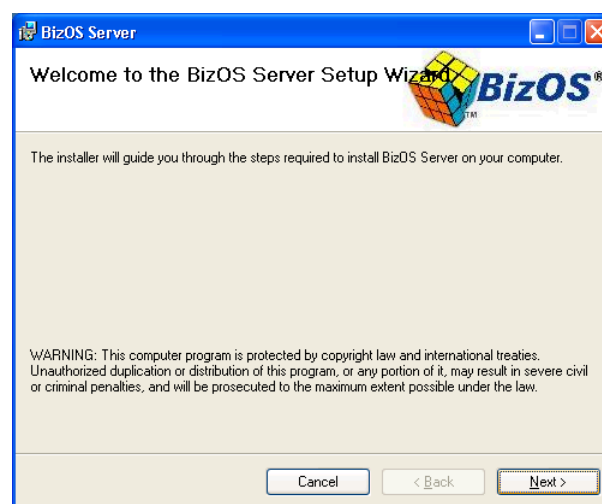 BizOS Server
Welcome to the BizOS Server Setup Wizard
BizOS®
TM
The installer will guide you through the steps required to install BizOS Server on your computer.
WARNING: This computer program is protected by copyright law and international treaties.
Unauthorized duplication or distribution of this program, or any portion of it, may result in severe civil
or criminal penalties, and will be prosecuted to the maximum extent possible under the law.
Cancel
< Back
Next >